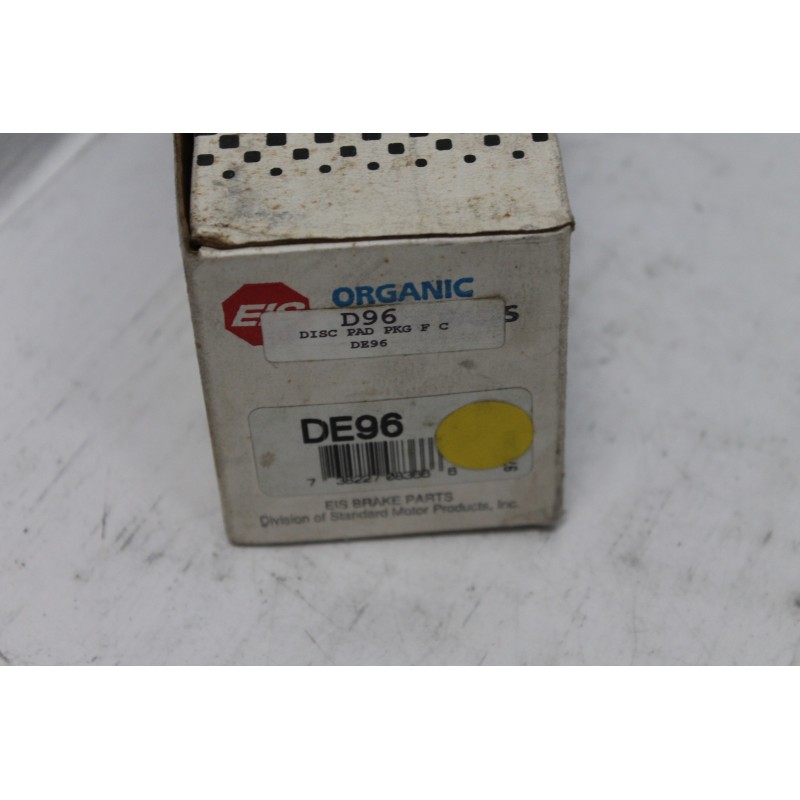 EIS
ORGANIC
S
D96
DISC PAD PKG F C
DE96
DE96
EIS BRAKE PARTS
Division of Standard Motor Products, Inc.